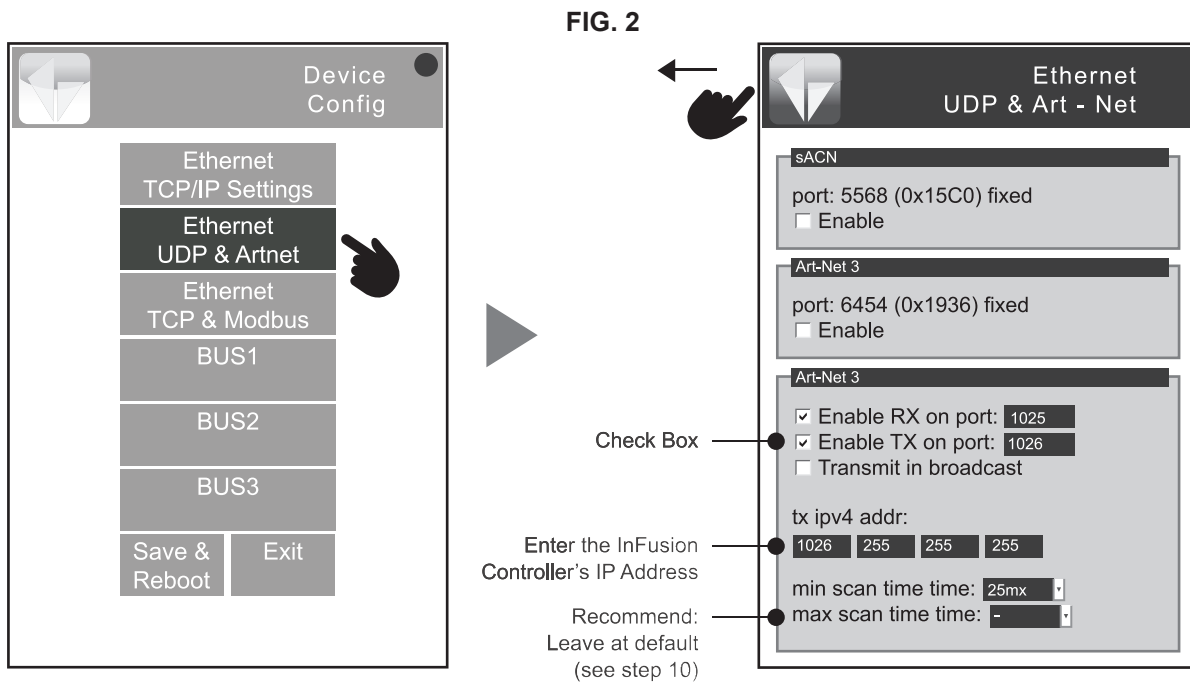 FIG. 2
Device
Config
Ethernet
TCP/IP Settings
Ethernet
UDP & Artnet
Ethernet
TCP & Modbus
BUS1
BUS2
BUS3
Save &
Reboot
Exit
Check Box
Enter the InFusion
Controller's IP Address
Recommend:
Leave at default
(see step 10)
Ethernet
UDP & Art - Net
sACN
port: 5568 (0x15C0) fixed
Enable
Art-Net 3
port: 6454 (0x1936) fixed
Enable
Art-Net 3
Enable RX on port: 1025
Enable TX on port: 1026
Transmit in broadcast
tx ipv4 addr:
1026 255 255 255
min scan time time: 25mx
max scan time time: -